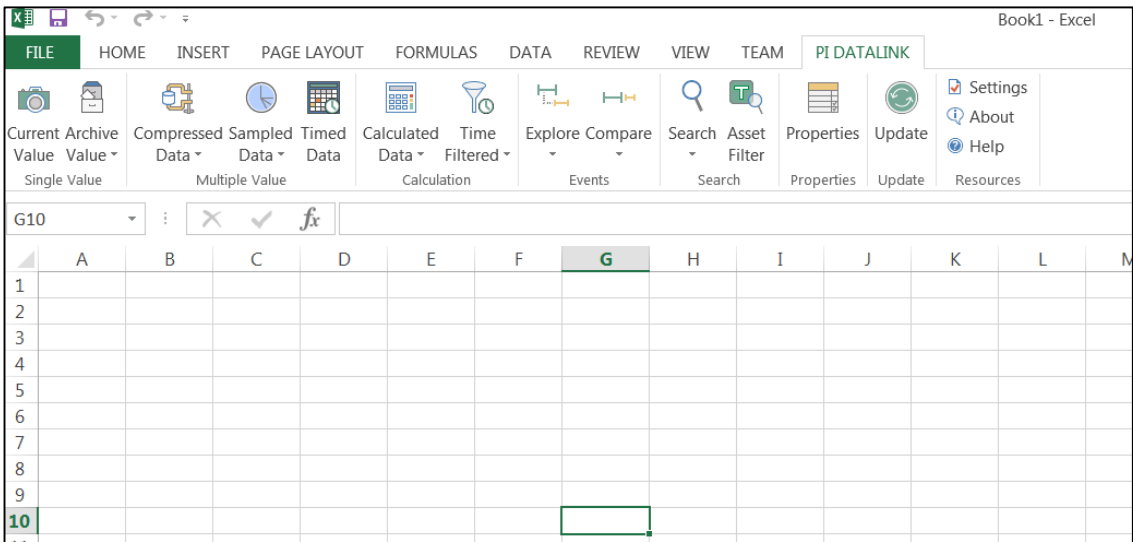 Book1 - Excel
FILE HOME INSERT PAGE LAYOUT FORMULAS DATA REVIEW VIEW TEAM PI DATALINK
Current Archive Compressed Sampled Timed Calculated Time Explore Compare Search Asset Properties Update Settings
Value Value Data Data Data Data Filtered Filter About
Help
Single Value Multiple Value Calculation Events Search Properties Update Resources
G10 fx
A B C D E F G H I J K L
1
2
3
4
5
6
7
8
9
10